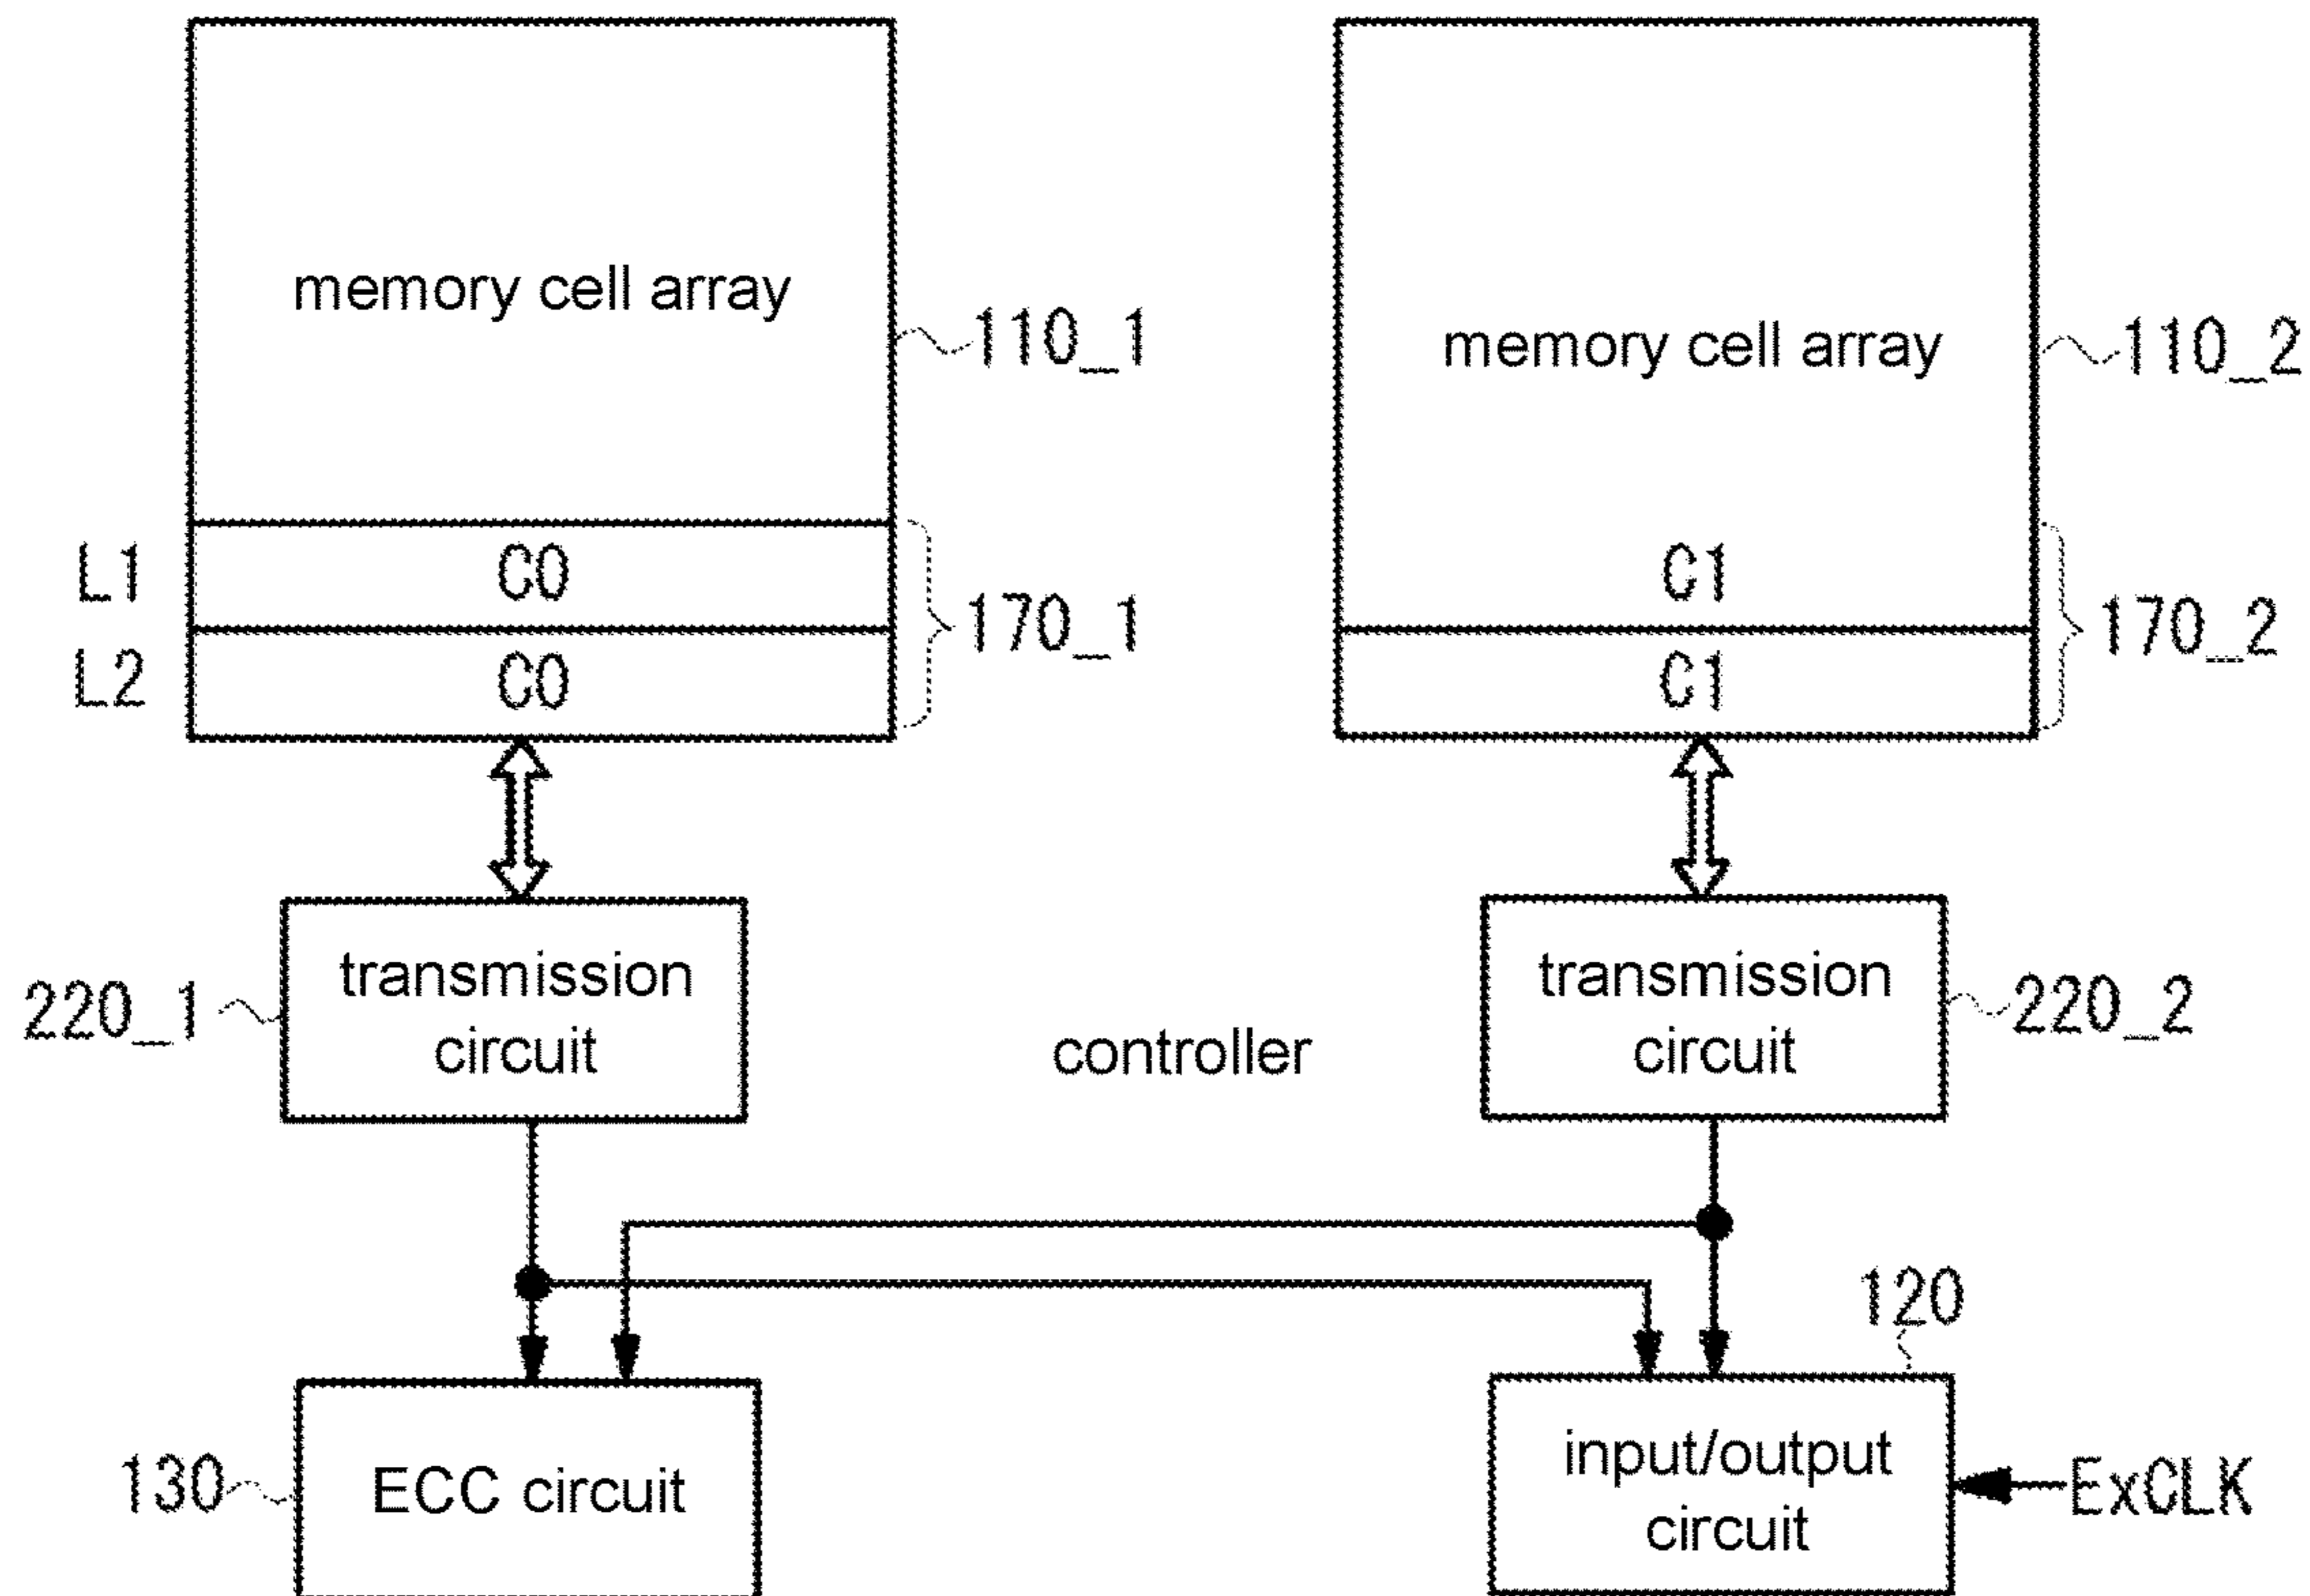 memory cell array
110_1
memory cell array
110_2
L1
C0
C1
170_1
170_2
L2
C0
C1
220_1
transmission
circuit
controller
transmission
circuit
220_2
120
130
ECC circuit
input/output
circuit
ExCLK